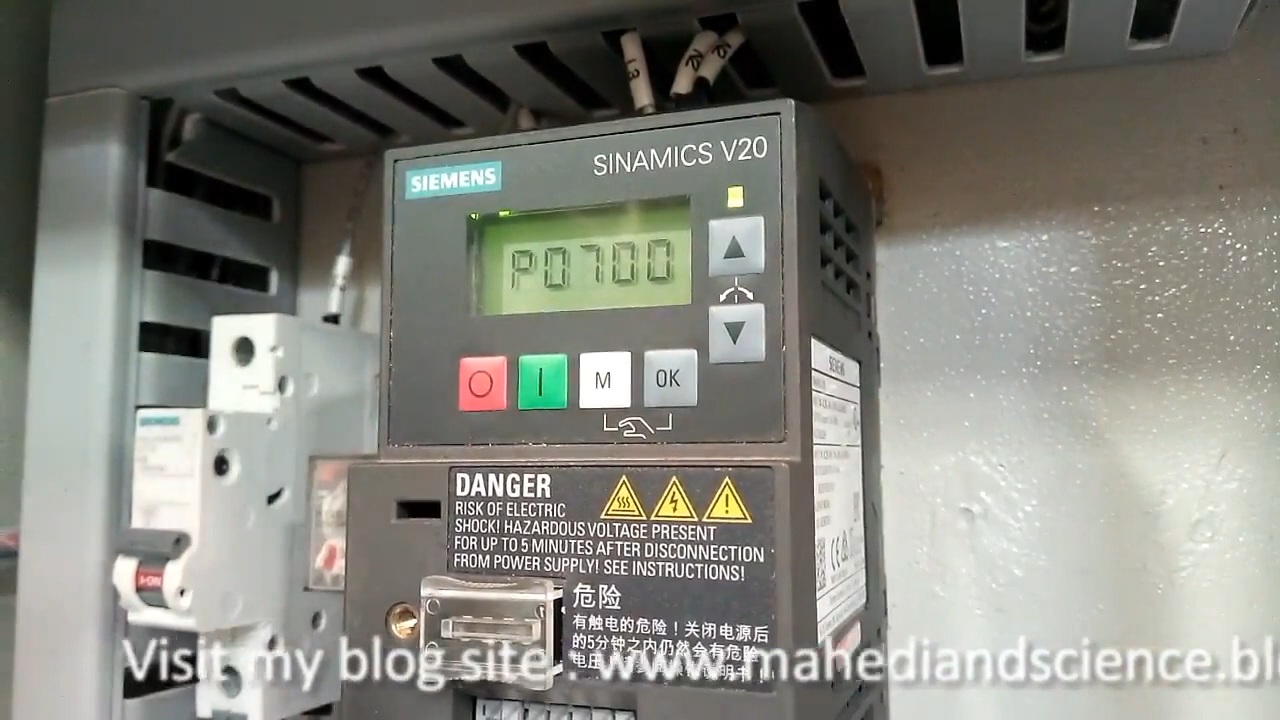 L3
SIEMENS
SINAMICS V20
P0700
M
OK
SIEMENS
SIEMENS
DANGER
RISK OF ELECTRIC
SHOCK! HAZARDOUS VOLTAGE PRESENT
FOR UP TO 5 MINUTES AFTER DISCONNECTION
FROM POWER SUPPLY! SEE INSTRUCTIONS!
危险
有触电的危险！关闭电源后
的5分钟之内仍然会有危险
电压！
Visit my blog site : www.mahediandscience.bl